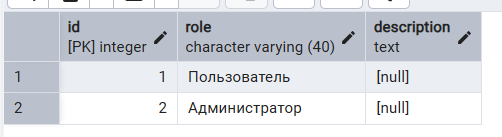 id role description
[PK] integer character varying (40) text
1 1 Пользователь [null]
2 2 Администратор [null]